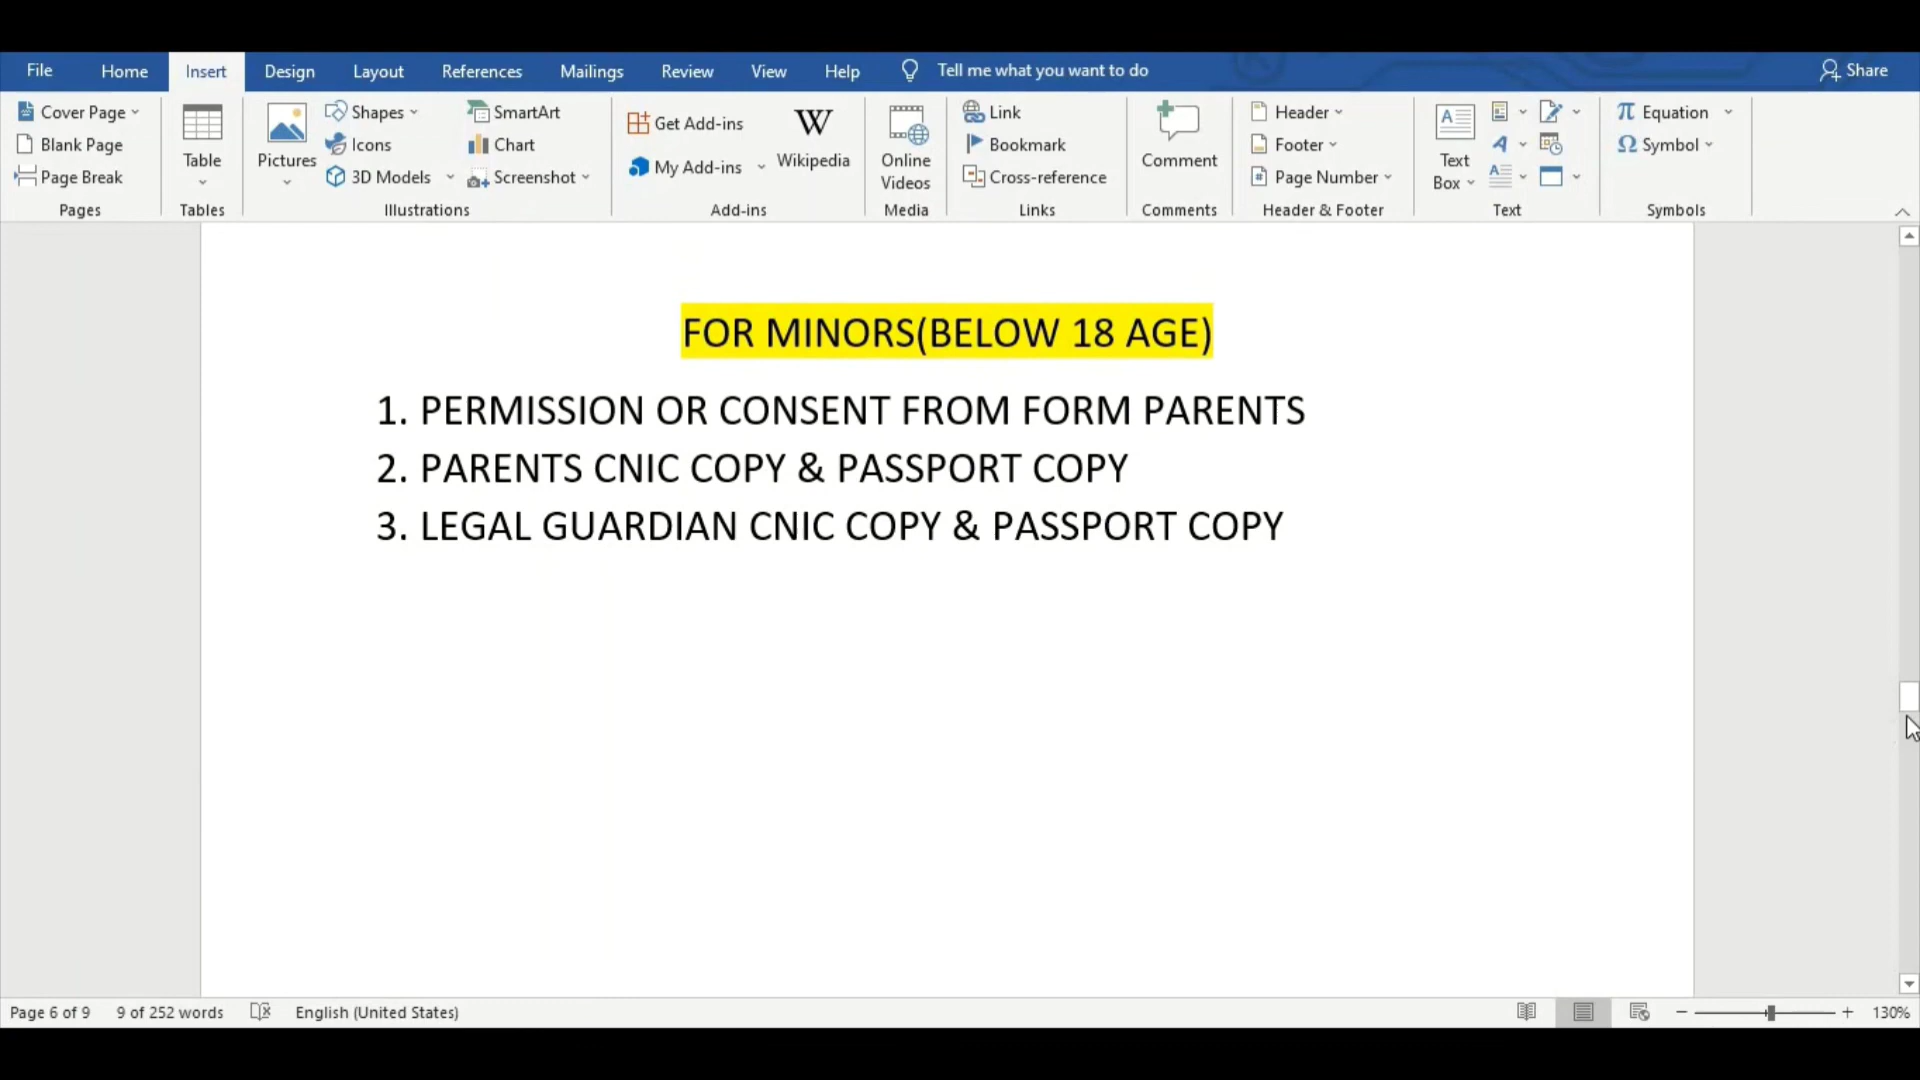 File Home Insert Design Layout References Mailings Review View Help Tell me what you want to do Share
Cover Page Shapes SmartArt Get Add-ins Link Header Equation
Blank Page Icons Chart Bookmark Footer Symbol
Table Pictures Wikipedia Online Videos Comment Text Box
Page Break 3D Models Screenshot My Add-ins Cross-reference Page Number
Pages Tables Illustrations Add-ins Media Links Comments Header & Footer Text Symbols
FOR MINORS(BELOW 18 AGE)
1. PERMISSION OR CONSENT FROM FORM PARENTS
2. PARENTS CNIC COPY & PASSPORT COPY
3. LEGAL GUARDIAN CNIC COPY & PASSPORT COPY
Page 6 of 9 9 of 252 words English (United States) 130%